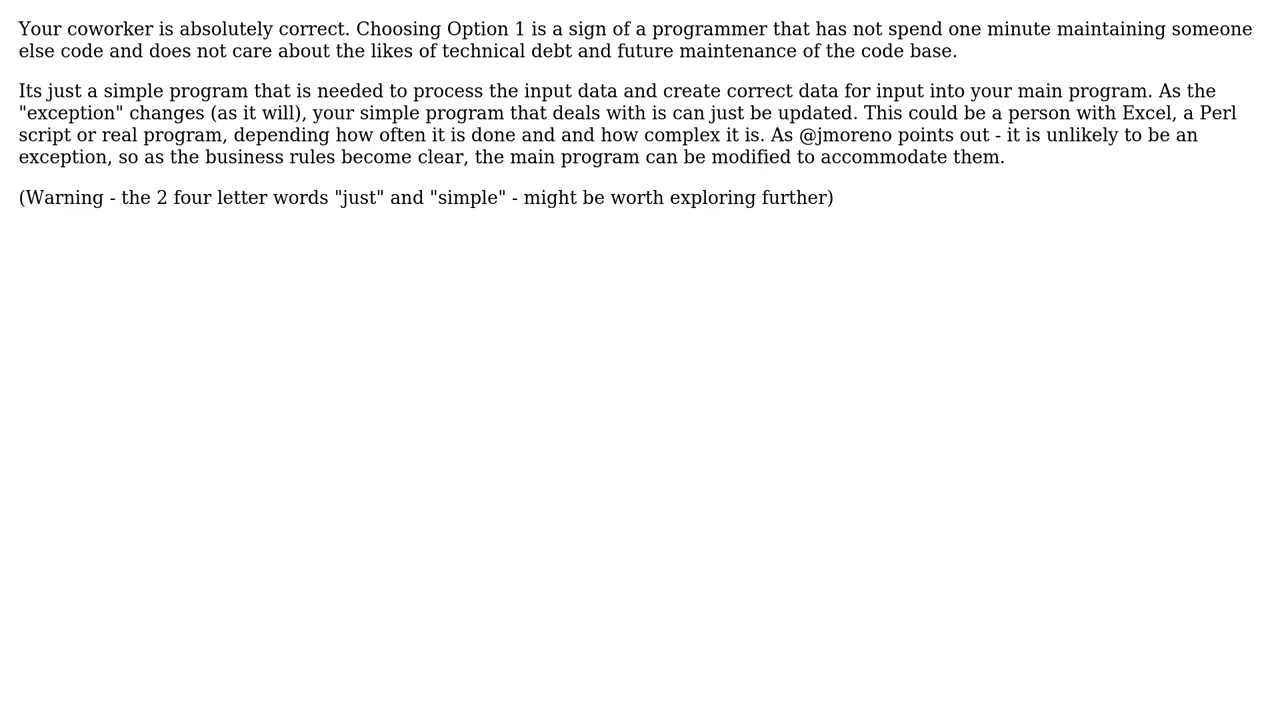 Your coworker is absolutely correct. Choosing Option 1 is a sign of a programmer that has not spend one minute maintaining someone
else code and does not care about the likes of technical debt and future maintenance of the code base.
Its just a simple program that is needed to process the input data and create correct data for input into your main program. As the
"exception" changes (as it will), your simple program that deals with is can just be updated. This could be a person with Excel, a Perl
script or real program, depending how often it is done and and how complex it is. As @jmoreno points out - it is unlikely to be an
exception, so as the business rules become clear, the main program can be modified to accommodate them.
(Warning - the 2 four letter words "just" and "simple" - might be worth exploring further)